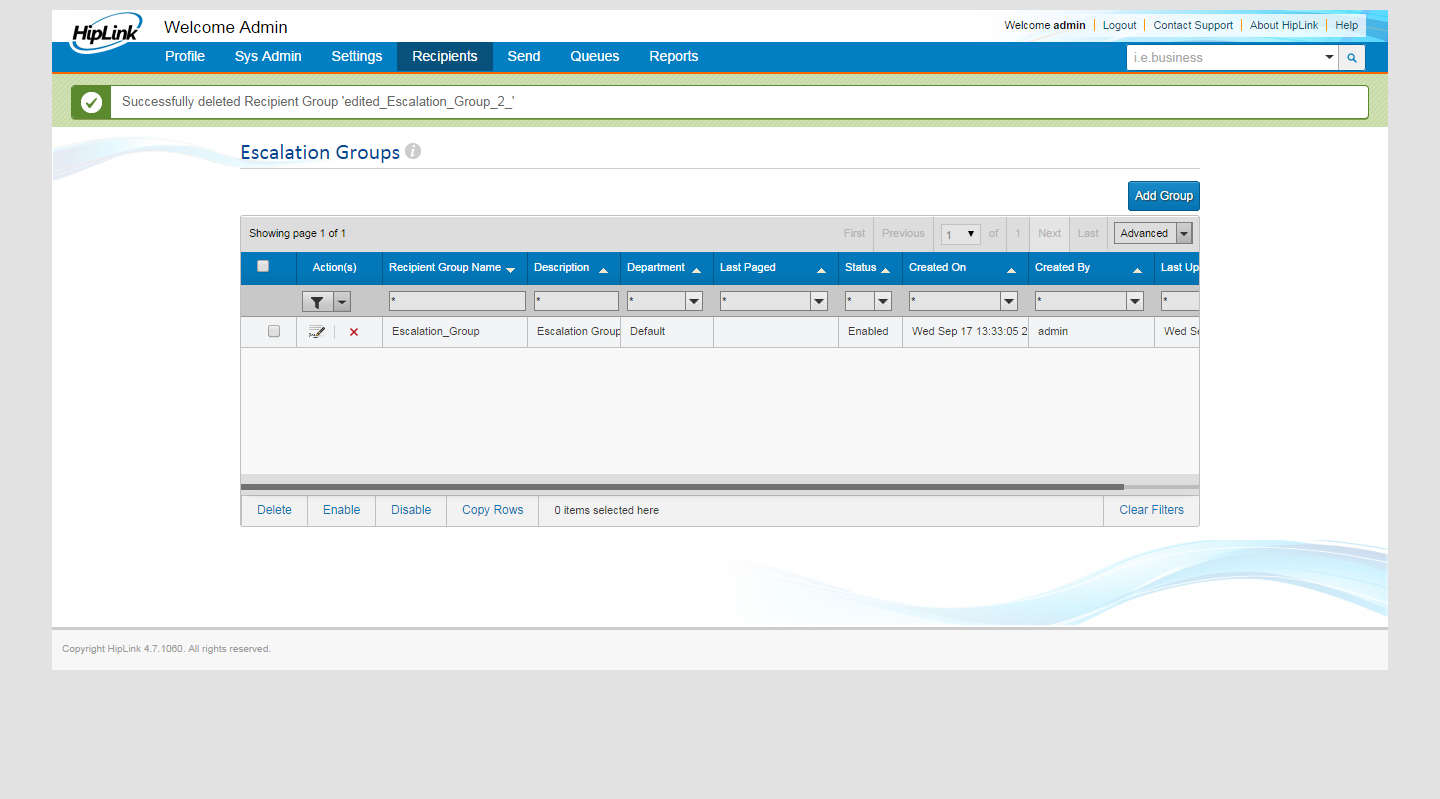 HipLink
Welcome Admin
Welcome admin Logout Contact Support About HipLink Help
Profile Sys Admin Settings Recipients Send Queues Reports
i.e.business
Successfully deleted Recipient Group 'edited_Escalation_Group_2_'
Escalation Groups i
Add Group
Showing page 1 of 1
First Previous 1 of 1 Next Last Advanced
Action(s) Recipient Group Name Description Department Last Paged Status Created On Created By Last Up
* * * * * * * *
Escalation_Group Escalation Group Default Enabled Wed Sep 17 13:33:05 2 admin Wed Se
Delete Enable Disable Copy Rows 0 items selected here Clear Filters
Copyright HipLink 4.7.1060. All rights reserved.